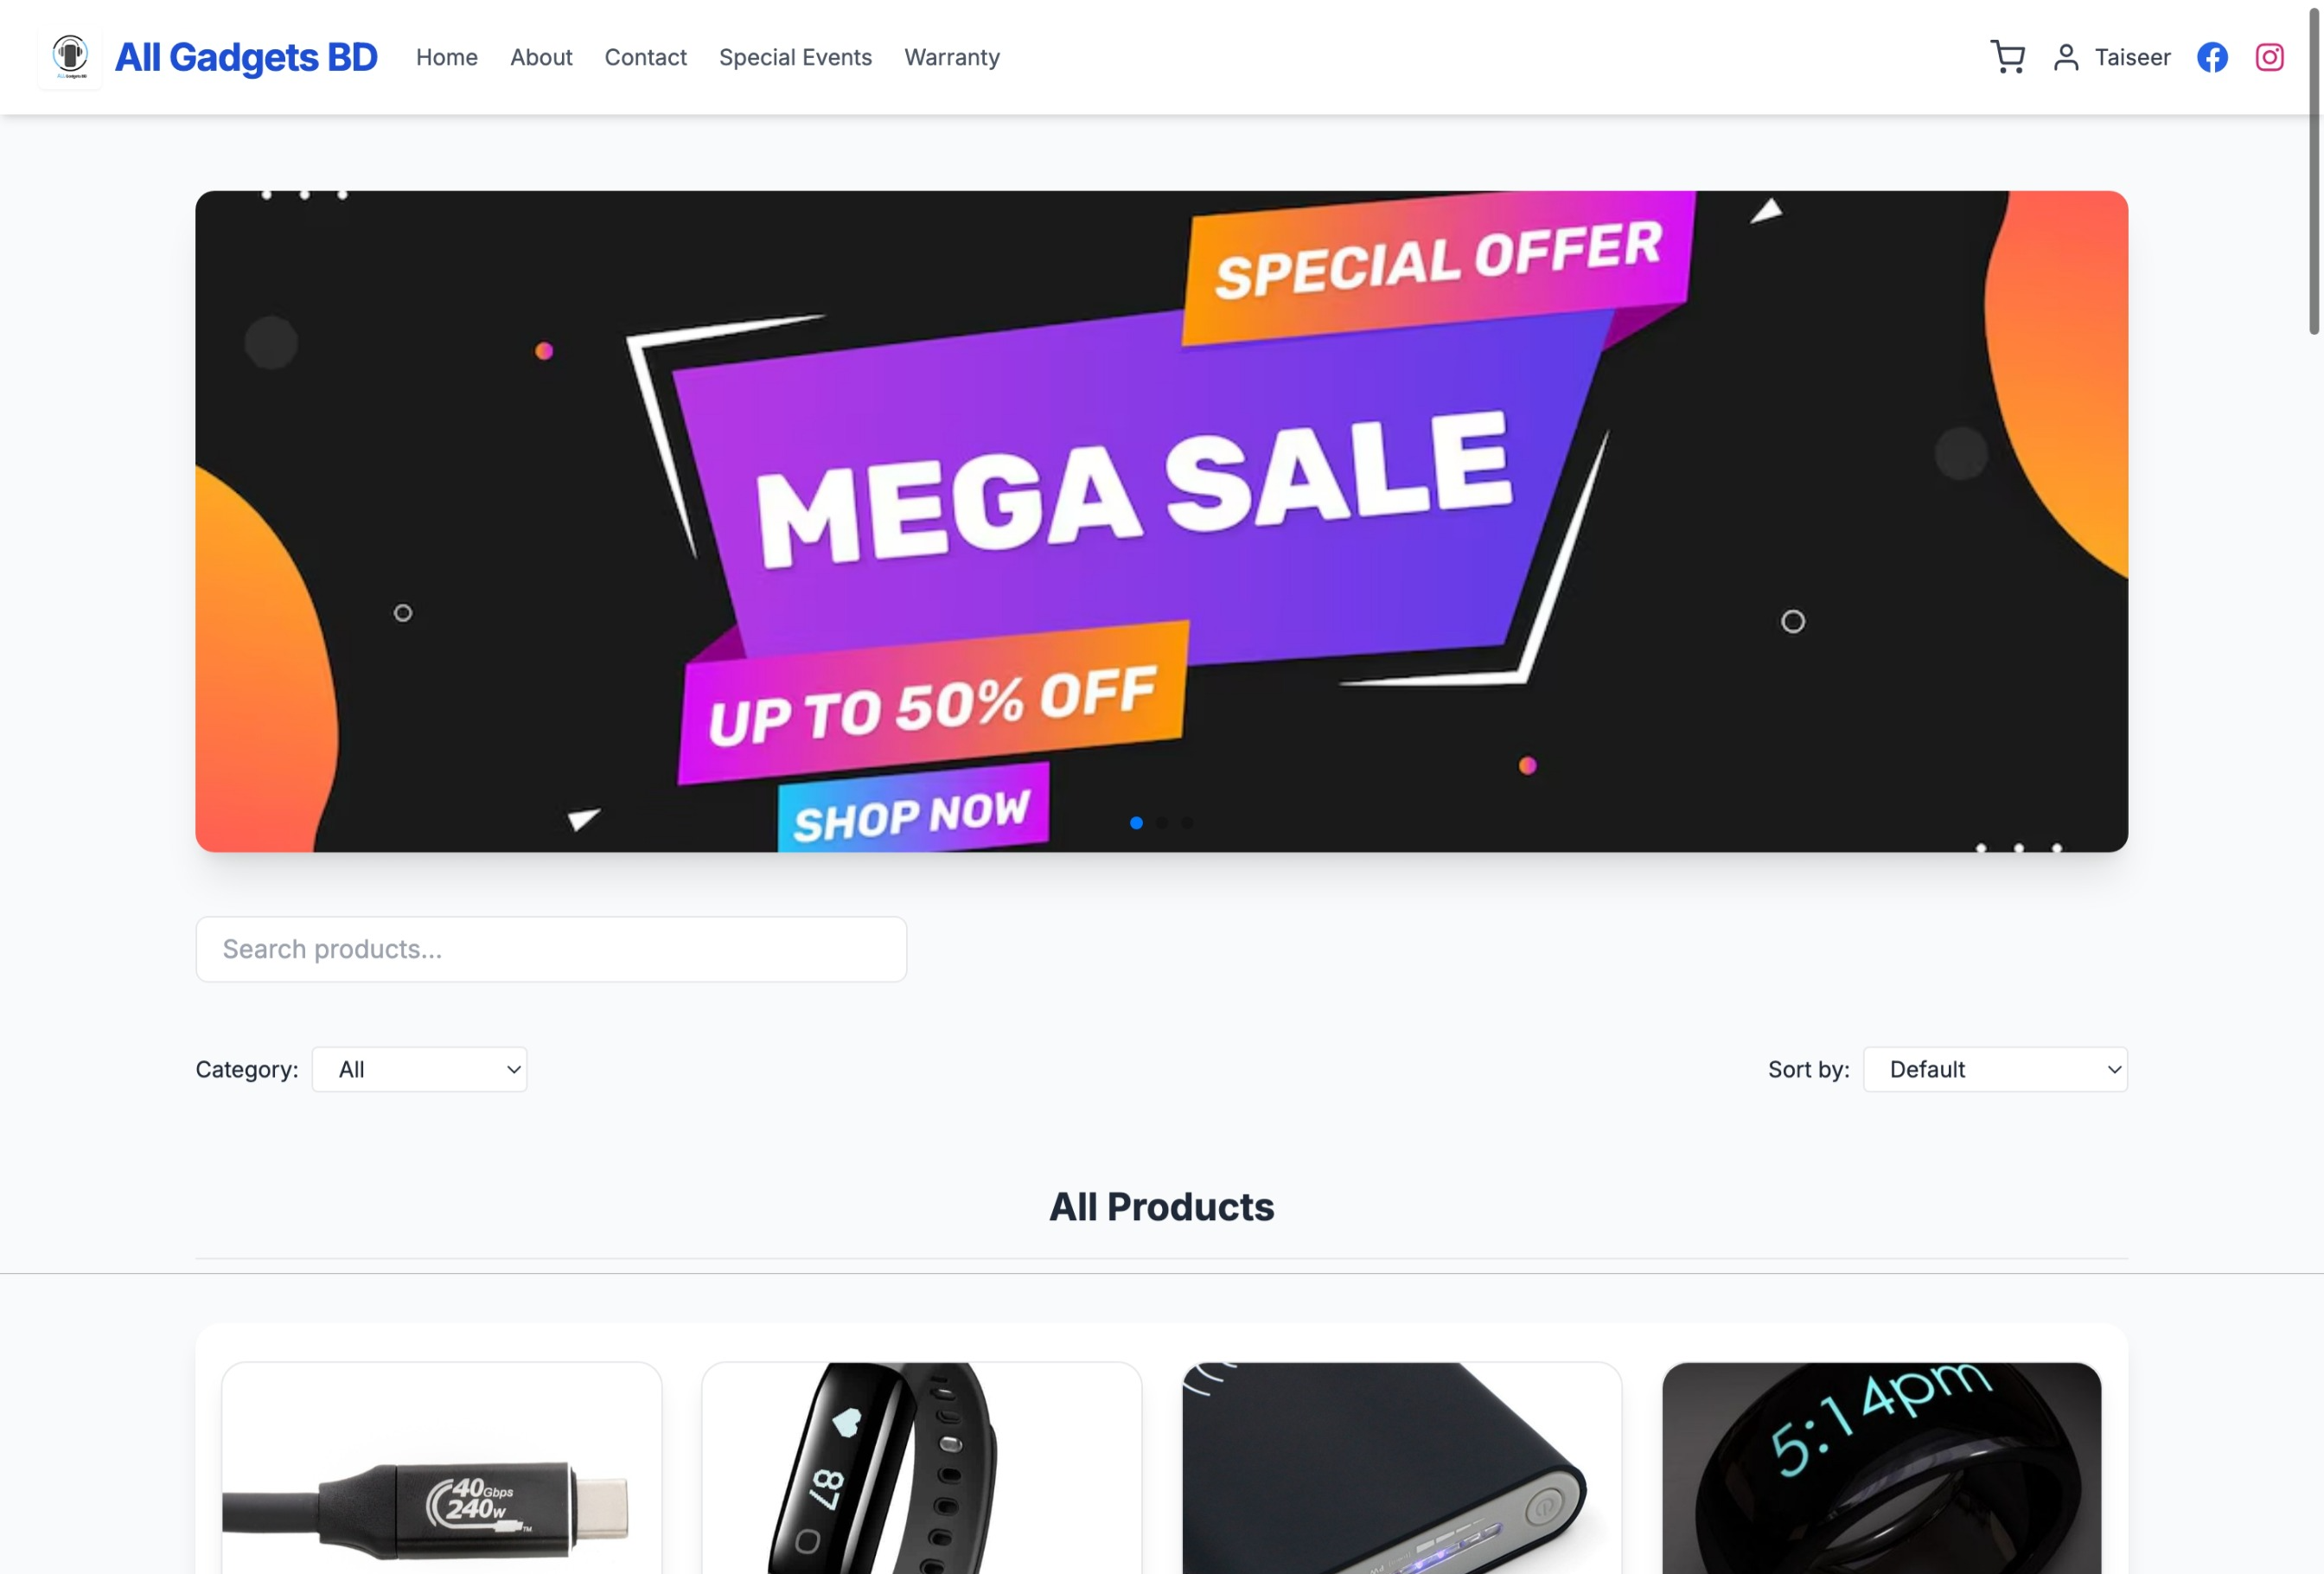 All Gadgets BD
Home About Contact Special Events Warranty
Taiseer
SPECIAL OFFER
MEGA SALE
UP TO 50% OFF
SHOP NOW
Search products...
Category: All
Sort by: Default
All Products
40Gbps
240W
TM
87
5:14pm